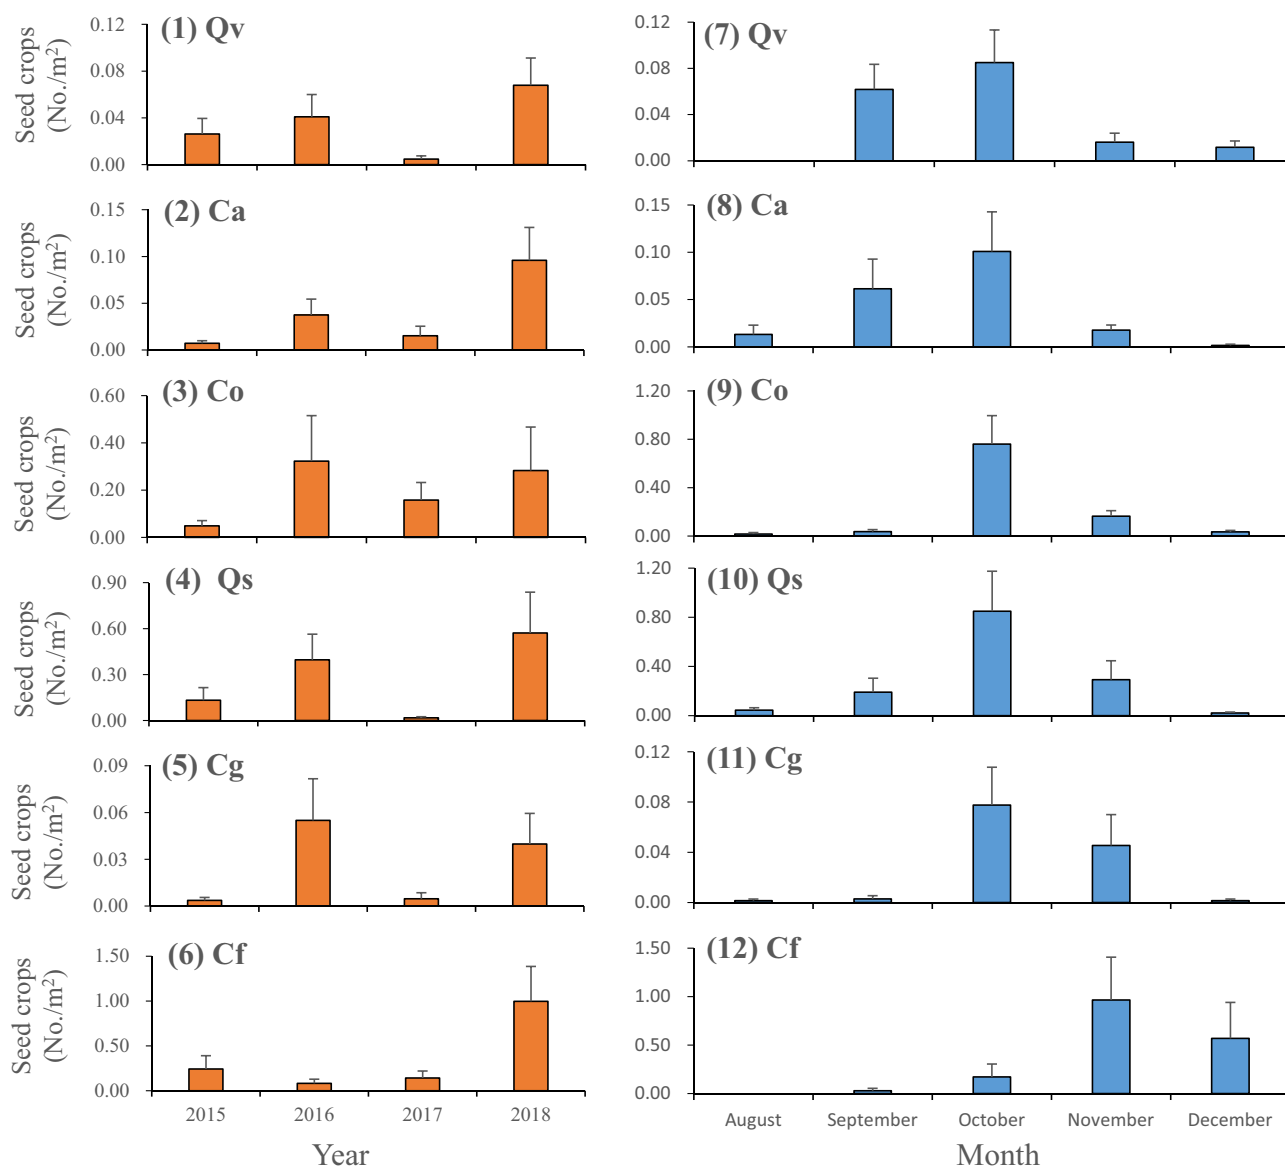 (1) Qv
Seed crops
(No./m²)
0.12
0.08
0.04
0.00
(7) Qv
0.12
0.08
0.04
0.00
(2) Ca
Seed crops
(No./m²)
0.15
0.10
0.05
0.00
(8) Ca
0.15
0.10
0.05
0.00
(3) Co
Seed crops
(No./m²)
0.60
0.40
0.20
0.00
(9) Co
1.20
0.80
0.40
0.00
(4) Qs
Seed crops
(No./m²)
0.90
0.60
0.30
0.00
(10) Qs
1.20
0.80
0.40
0.00
(5) Cg
Seed crops
(No./m²)
0.09
0.06
0.03
0.00
(11) Cg
0.12
0.08
0.04
0.00
(6) Cf
Seed crops
(No./m²)
1.50
1.00
0.50
0.00
(12) Cf
1.50
1.00
0.50
0.00
2015 2016 2017 2018
Year
August September October November December
Month